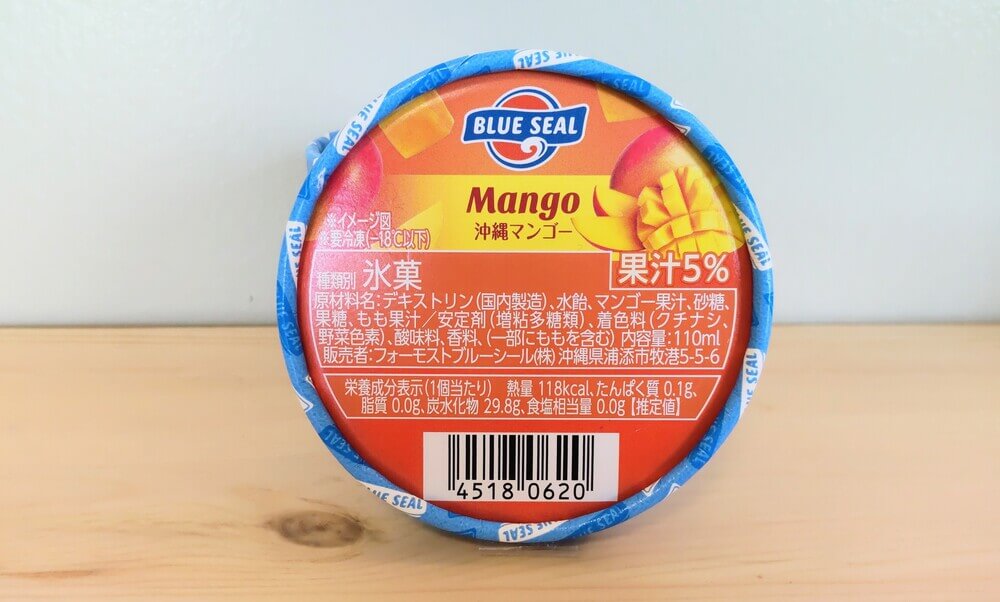 BLUE SEAL
Mango
沖縄マンゴー
※イメージ図
※要冷凍(−18℃以下)
種類別 氷菓
果汁5%
原材料名:デキストリン(国内製造)、水飴、マンゴー果汁、砂糖、
果糖、もも果汁/安定剤(増粘多糖類)、着色料(クチナシ、
野菜色素)、酸味料、香料、(一部にももを含む) 内容量:110ml
販売者:フォーモストブルーシール(株) 沖縄県浦添市牧港5-5-6
栄養成分表示(1個当たり) 熱量 118kcal、たんぱく質 0.1g、
脂質 0.0g、炭水化物 29.8g、食塩相当量 0.0g【推定値】
4518 0620
BLUE SEAL
BLUE SEAL
BLUE SEAL
BLUE SEAL